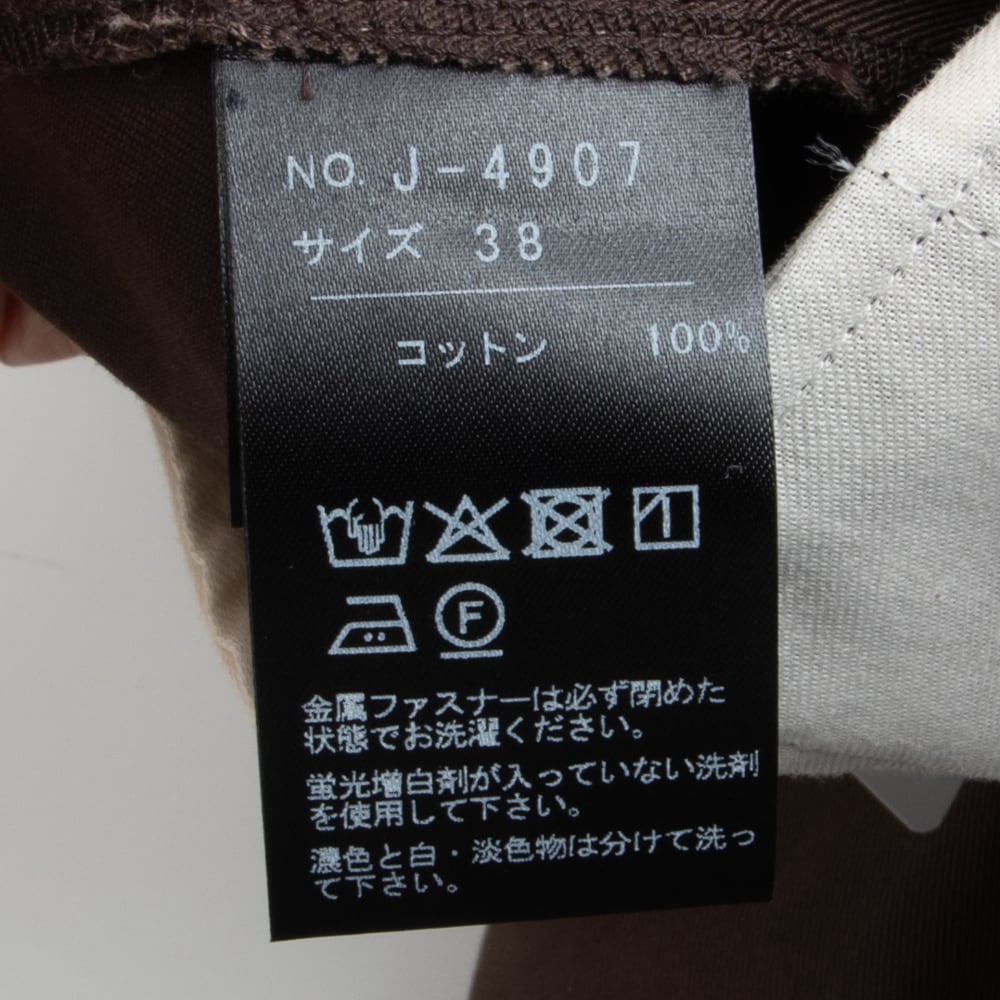 NO. J-4907
サイズ 38
コットン 100%
F
金属ファスナーは必ず閉めた
状態でお洗濯ください。
蛍光増白剤が入っていない洗剤
を使用して下さい。
濃色と白・淡色物は分けて洗っ
て下さい。